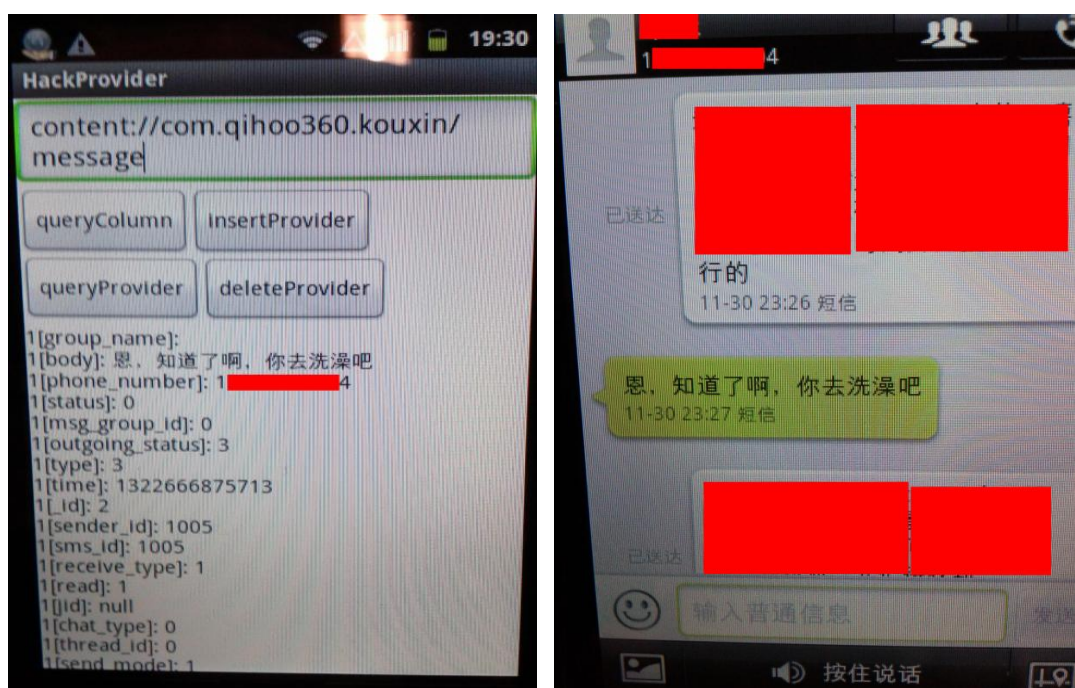 19:30
HackProvider
content://com.qihoo360.kouxin/
message
queryColumn
insertProvider
queryProvider
deleteProvider
1[group_name]:
1[body]: 恩，知道了啊，你去洗澡吧
1[phone_number]: 1 4
1[status]: 0
1[msg_group_id]: 0
1[outgoing_status]: 3
1[type]: 3
1[time]: 1322666875713
1[_id]: 2
1[sender_id]: 1005
1[sms_id]: 1005
1[receive_type]: 1
1[read]: 1
1[jid]: null
1[chat_type]: 0
1[thread_id]: 0
1[send_mode]: 1
1 4
已送达
行的
11-30 23:26 短信
恩，知道了啊，你去洗澡吧
11-30 23:27 短信
已送达
输入普通信息
发送
按住说话